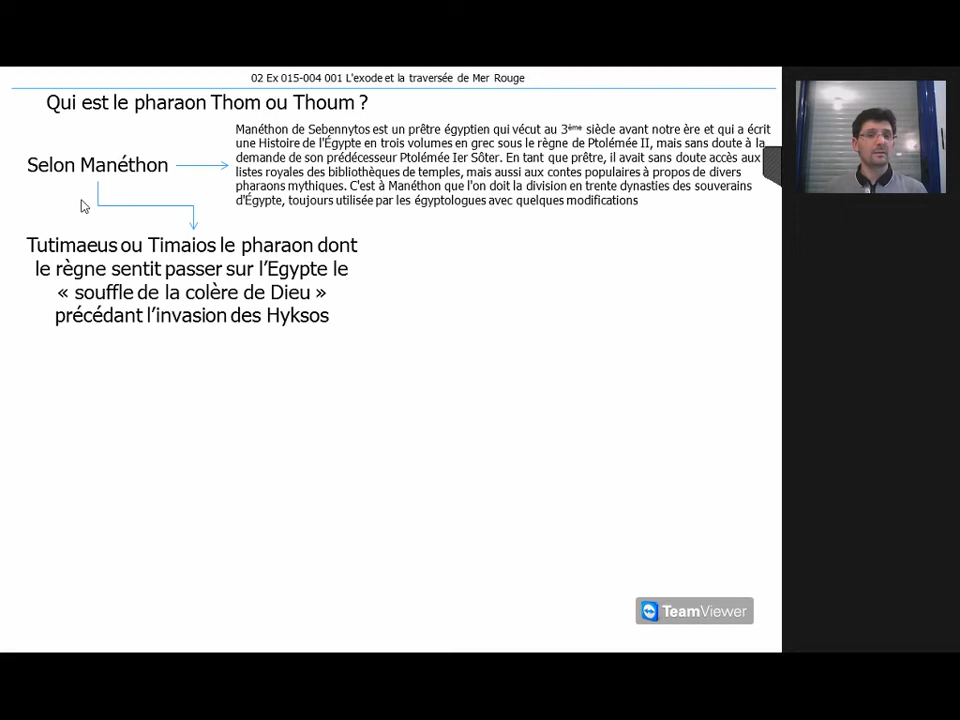 02 Ex 015-004 001 L'exode et la traversée de Mer Rouge
Qui est le pharaon Thom ou Thoum ?
Manéthon de Sebennytos est un prêtre égyptien qui vécut au 3ème siècle avant notre ère et qui a écrit
une Histoire de l'Égypte en trois volumes en grec sous le règne de Ptolémée II, mais sans doute à la
demande de son prédécesseur Ptolémée Ier Sôter. En tant que prêtre, il avait sans doute accès aux
listes royales des bibliothèques de temples, mais aussi aux contes populaires à propos de divers
pharaons mythiques. C'est à Manéthon que l'on doit la division en trente dynasties des souverains
d'Égypte, toujours utilisée par les égyptologues avec quelques modifications
Selon Manéthon
Tutimaeus ou Timaios le pharaon dont
le règne sentit passer sur l'Egypte le
« souffle de la colère de Dieu »
précédant l'invasion des Hyksos
TeamViewer